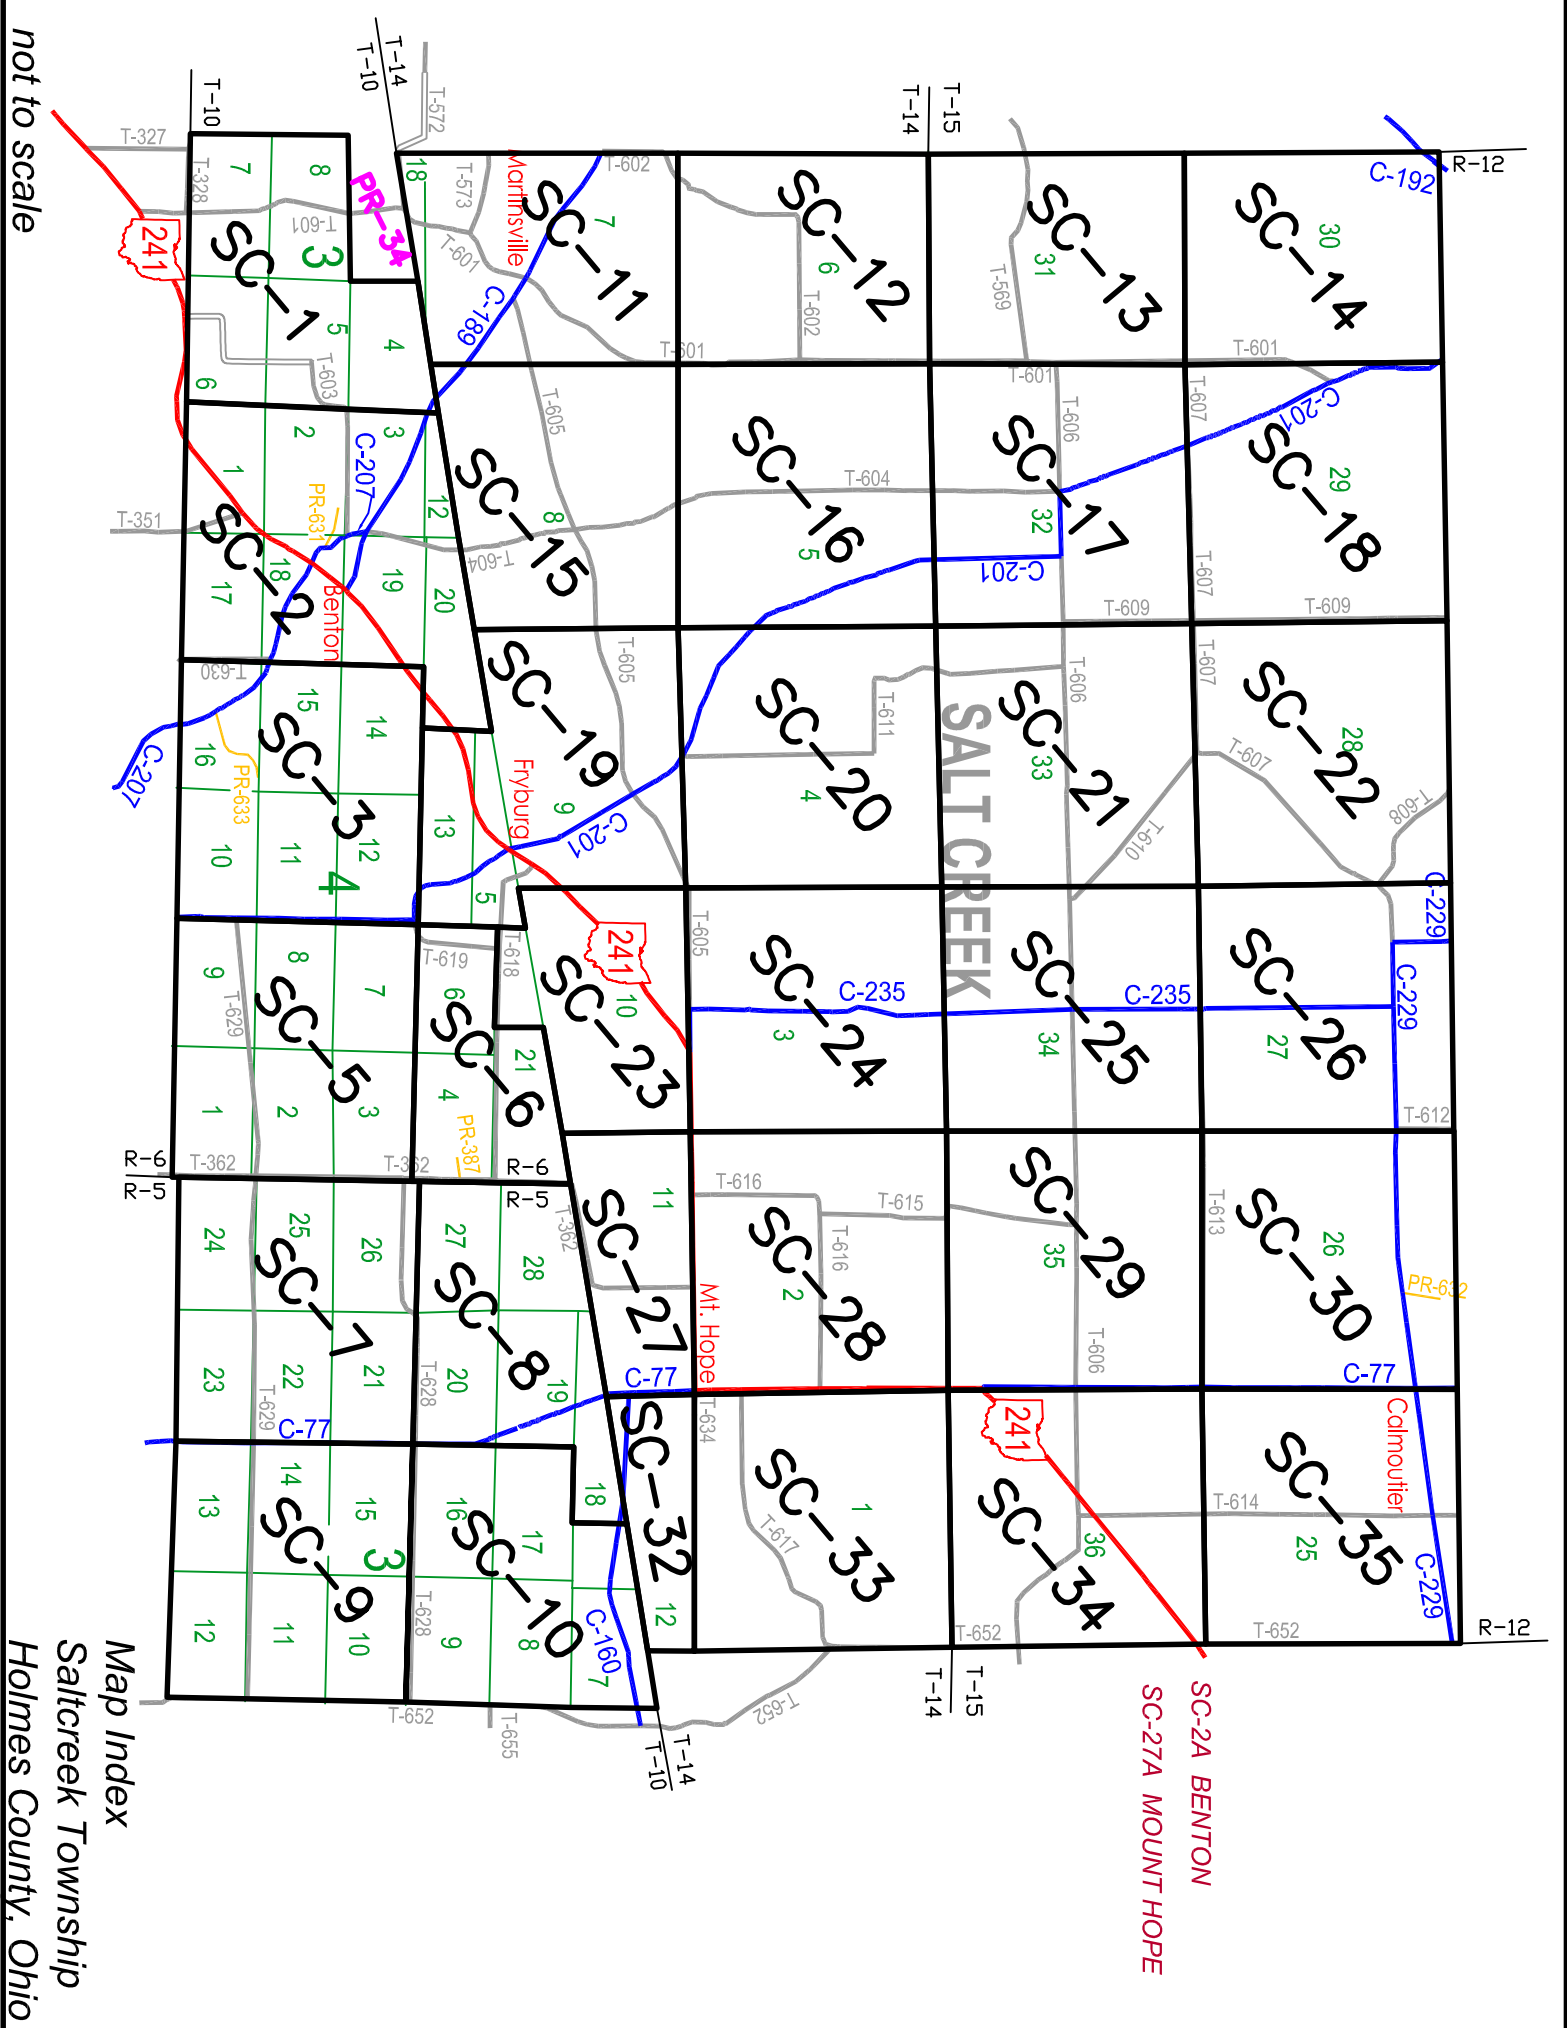 Map Index
Saltcreek Township
Holmes County, Ohio
not to scale
SC-2A BENTON
SC-27A MOUNT HOPE
SALT CREEK
R-12
C-192
SC-14
30
T-601
C-201
T-607
SC-18
29
T-607
T-609
T-607
SC-22
28
T-607
T-608
C-229
C-229
SC-26
27
T-612
T-613
SC-30
26
PR-632
C-77
Calmoutier
SC-35
T-614
25
C-229
T-652
R-12
T-15
T-14
SC-13
31
T-569
T-601
T-606
SC-17
32
C-201
T-609
T-606
SC-21
33
T-610
SC-25
C-235
34
SC-29
35
T-606
241
SC-34
36
T-652
T-15
T-14
SC-12
6
T-602
T-601
SC-16
T-604
5
SC-20
T-611
4
T-605
SC-24
C-235
3
T-616
T-615
SC-28
T-616
2
Mt. Hope
T-634
SC-33
1
T-617
T-652
T-14
T-10
T-572
18
T-573
Martinsville
T-602
SC-11
7
T-601
C-189
T-605
SC-15
8
T-604
T-605
SC-19
Fryburg
9
C-201
241
SC-23
10
11
SC-27
T-362
C-77
SC-32
12
C-160
T-14
T-10
T-10
T-327
T-328
7
8
PR-34
T-601
241
SC-1
3
5
4
T-603
6
2
3
C-207
1
12
PR-631
T-351
SC-2
18
17
19
20
Benton
T-630
15
14
SC-3
16
PR-633
C-207
13
10
11
12
4
5
T-619
T-618
8
9
7
T-629
SC-5
6
SC-6
21
4
PR-387
1
2
3
R-6
R-5
T-362
T-362
R-6
R-5
24
25
26
27
28
SC-7
SC-8
23
22
21
20
19
T-629
T-628
C-77
13
14
15
16
17
18
SC-9
3
SC-10
12
11
10
T-628
9
8
7
T-652
T-655